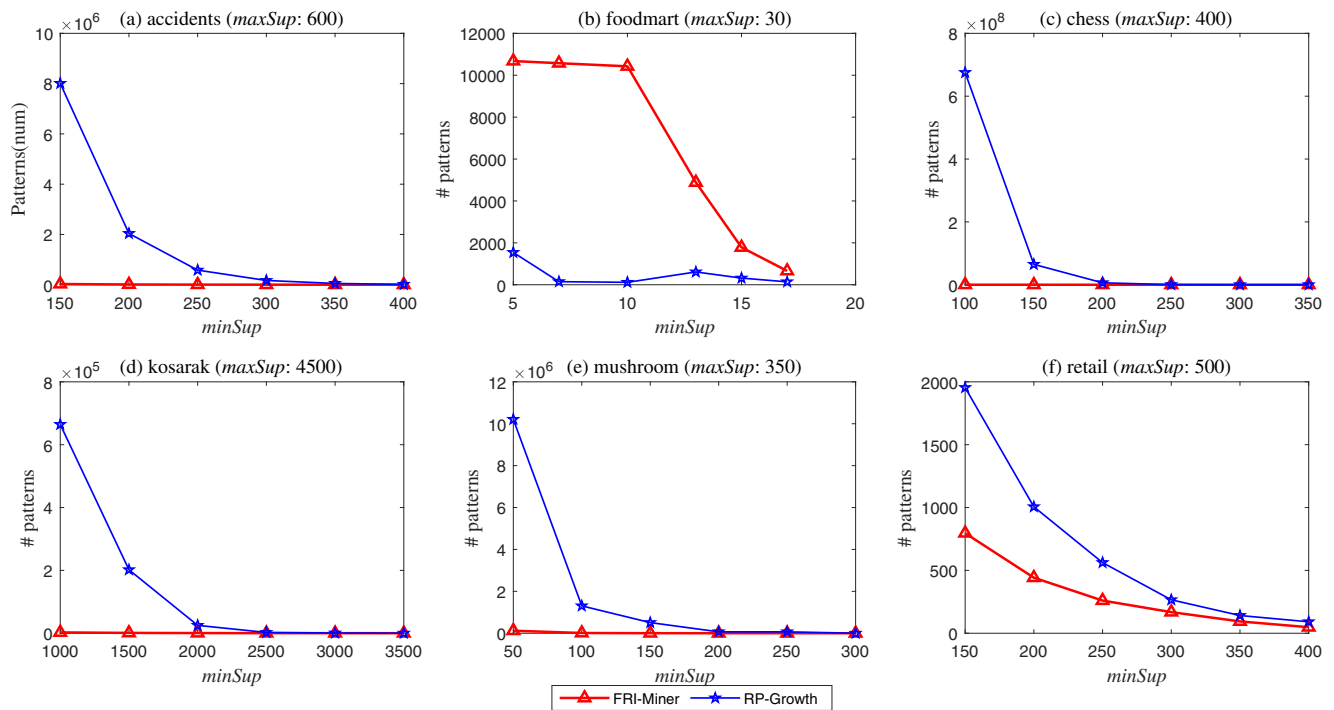 (a) accidents (maxSup: 600)
×10^6
10
8
6
4
2
0
Patterns(num)
150 200 250 300 350 400
minSup
(b) foodmart (maxSup: 30)
12000
10000
8000
6000
4000
2000
0
# patterns
5 10 15 20
minSup
(c) chess (maxSup: 400)
×10^8
8
6
4
2
0
# patterns
100 150 200 250 300 350
minSup
(d) kosarak (maxSup: 4500)
×10^5
8
6
4
2
0
# patterns
1000 1500 2000 2500 3000 3500
minSup
(e) mushroom (maxSup: 350)
×10^6
12
10
8
6
4
2
0
# patterns
50 100 150 200 250 300
minSup
(f) retail (maxSup: 500)
2000
1500
1000
500
0
# patterns
150 200 250 300 350 400
minSup
FRI-Miner RP-Growth